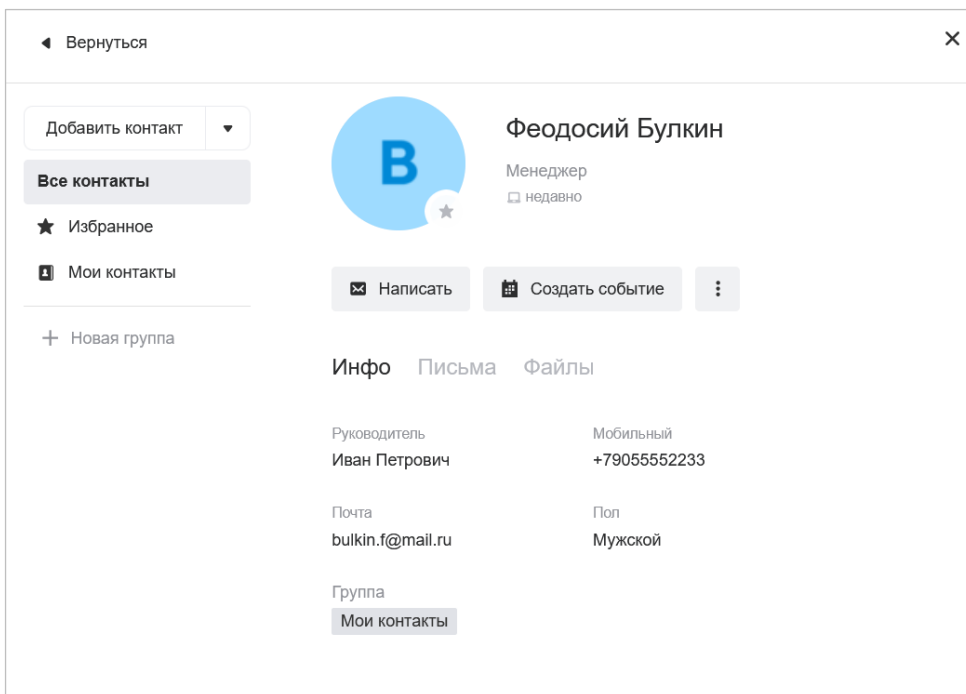 Вернуться
Добавить контакт
Все контакты
Избранное
Мои контакты
Новая группа
B
Феодосий Булкин
Менеджер
недавно
Написать
Создать событие
Инфо Письма Файлы
Руководитель Мобильный
Иван Петрович +79055552233
Почта Пол
bulkin.f@mail.ru Мужской
Группа
Мои контакты